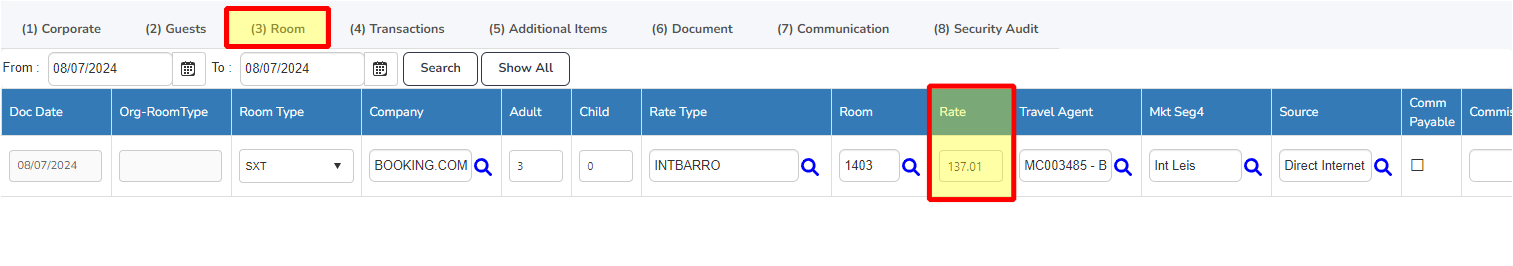 (1) Corporate (2) Guests (3) Room (4) Transactions (5) Additional Items (6) Document (7) Communication (8) Security Audit
From : 08/07/2024 To : 08/07/2024 Search Show All
Doc Date Org-RoomType Room Type Company Adult Child Rate Type Room Rate Travel Agent Mkt Seg4 Source Comm Payable Commis
08/07/2024 SXT BOOKING.COM 3 0 INTBARRO 1403 137.01 MC003485 - B Int Leis Direct Internet